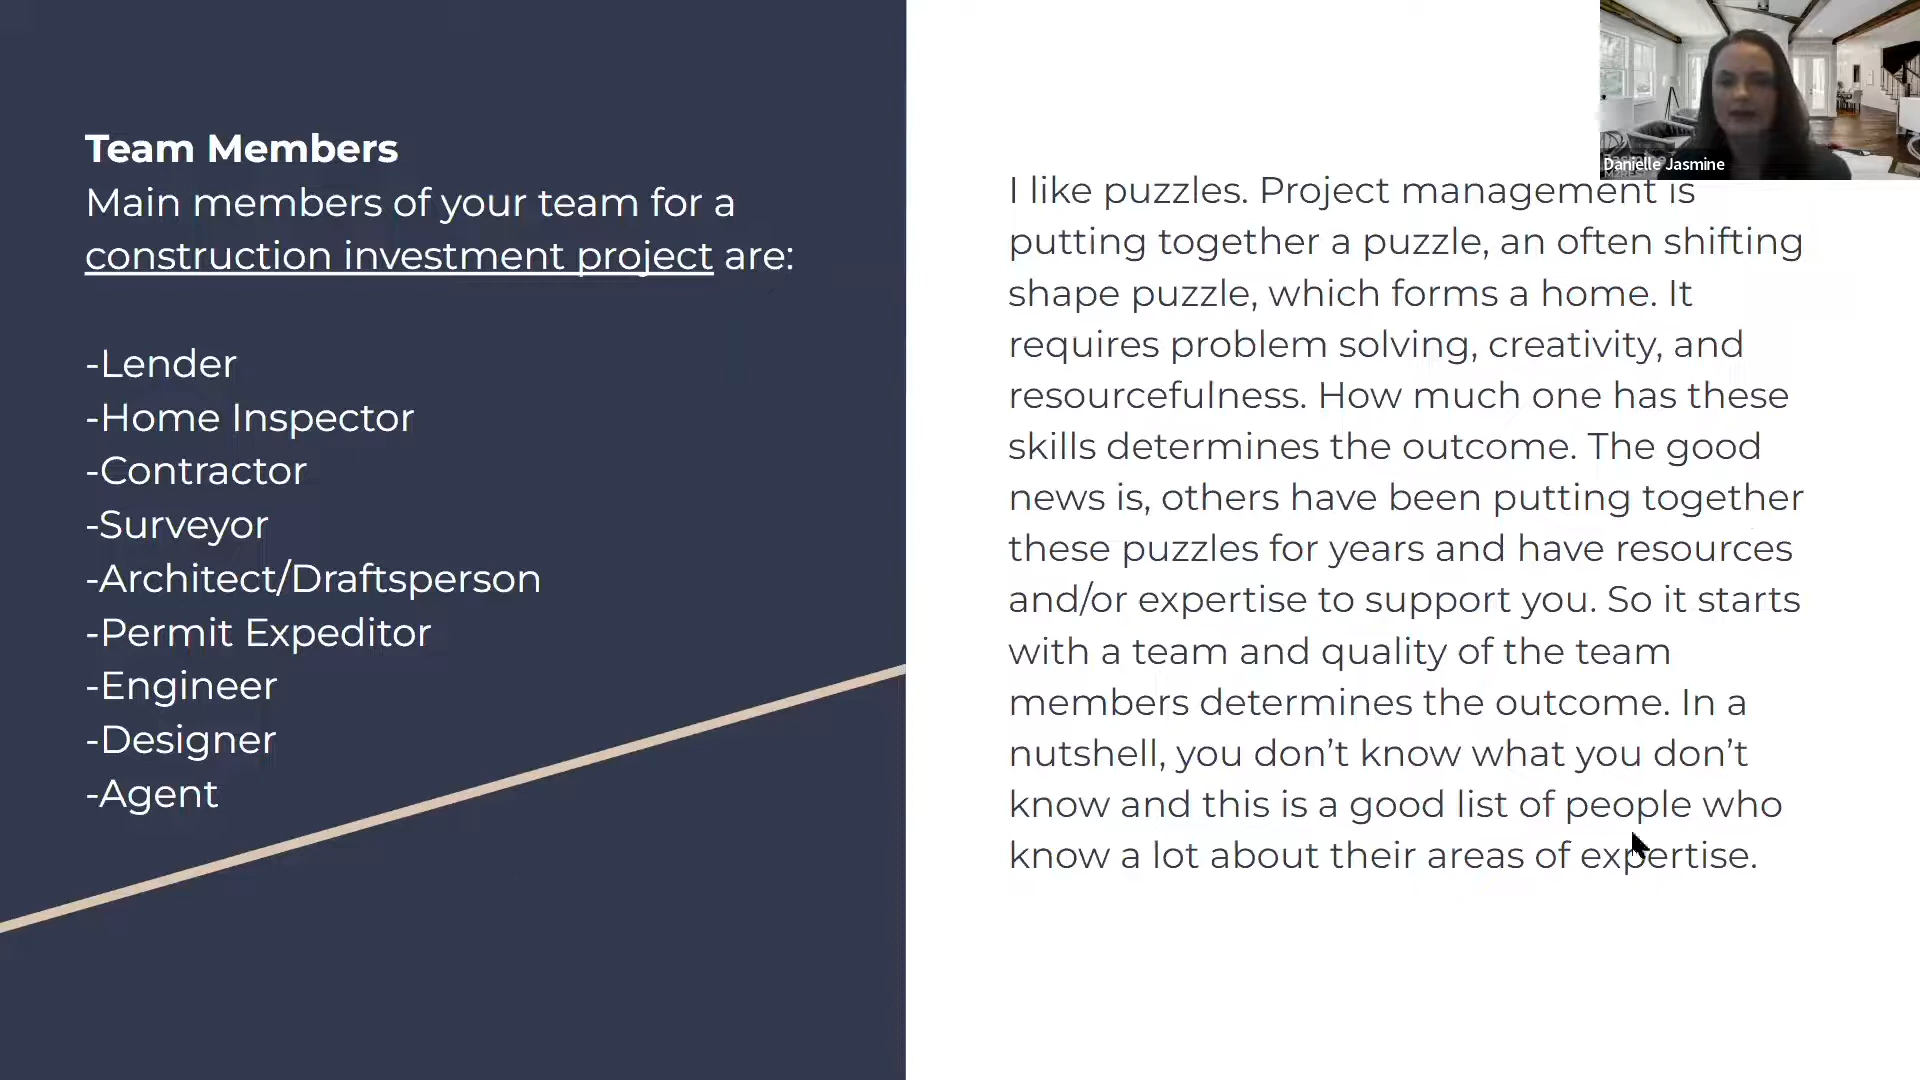 Team Members
Main members of your team for a
construction investment project are:
-Lender
-Home Inspector
-Contractor
-Surveyor
-Architect/Draftsperson
-Permit Expeditor
-Engineer
-Designer
-Agent
Danielle Jasmine
I like puzzles. Project management is
putting together a puzzle, an often shifting
shape puzzle, which forms a home. It
requires problem solving, creativity, and
resourcefulness. How much one has these
skills determines the outcome. The good
news is, others have been putting together
these puzzles for years and have resources
and/or expertise to support you. So it starts
with a team and quality of the team
members determines the outcome. In a
nutshell, you don’t know what you don’t
know and this is a good list of people who
know a lot about their areas of expertise.